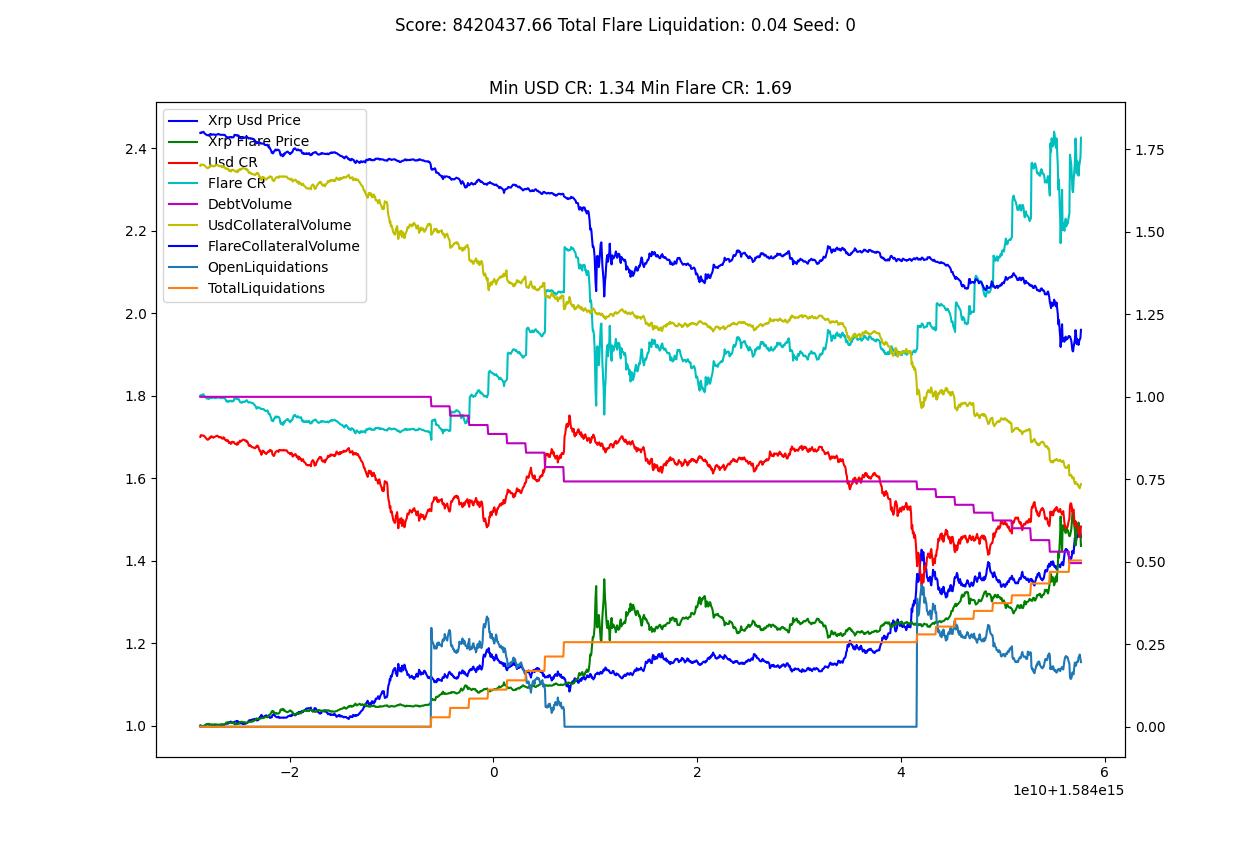 Score: 8420437.66 Total Flare Liquidation: 0.04 Seed: 0
Min USD CR: 1.34 Min Flare CR: 1.69
Xrp Usd Price
Xrp Flare Price
Usd CR
Flare CR
DebtVolume
UsdCollateralVolume
FlareCollateralVolume
OpenLiquidations
TotalLiquidations
2.4
2.2
2.0
1.8
1.6
1.4
1.2
1.0
1.75
1.50
1.25
1.00
0.75
0.50
0.25
0.00
−2
0
2
4
6
1e10+1.584e15